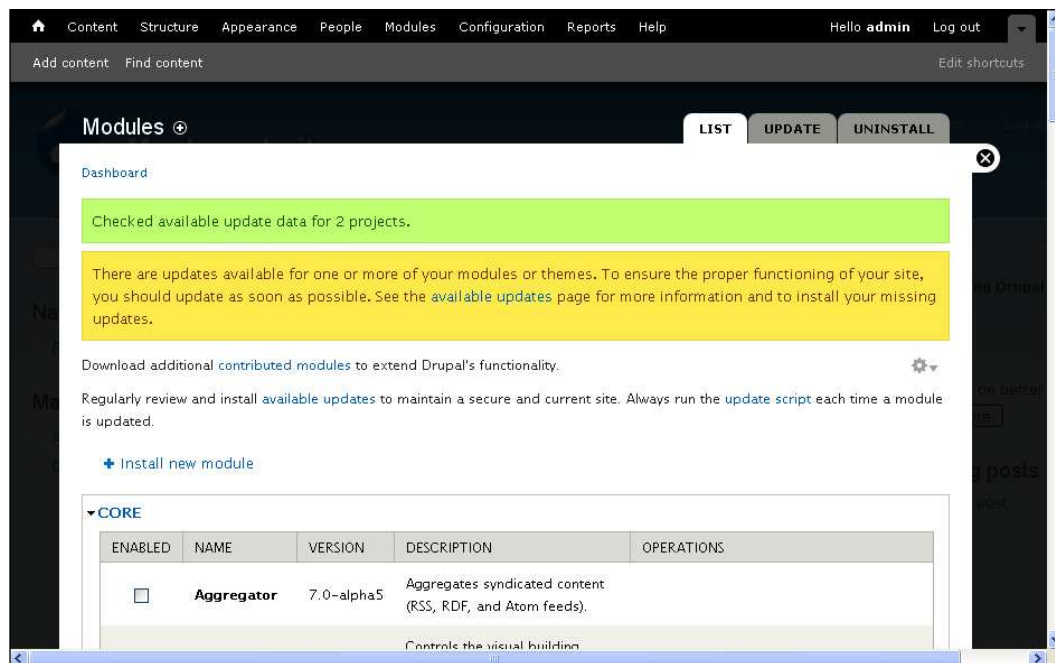 Content Structure Appearance People Modules Configuration Reports Help Hello admin Log out
Add content Find content Edit shortcuts
Modules
LIST UPDATE UNINSTALL
Dashboard
Checked available update data for 2 projects.
There are updates available for one or more of your modules or themes. To ensure the proper functioning of your site,
you should update as soon as possible. See the available updates page for more information and to install your missing
updates.
Download additional contributed modules to extend Drupal's functionality.
Regularly review and install available updates to maintain a secure and current site. Always run the update script each time a module
is updated.
Install new module
CORE
ENABLED NAME VERSION DESCRIPTION OPERATIONS
Aggregator 7.0-alpha5 Aggregates syndicated content
(RSS, RDF, and Atom feeds).
Controls the visual building